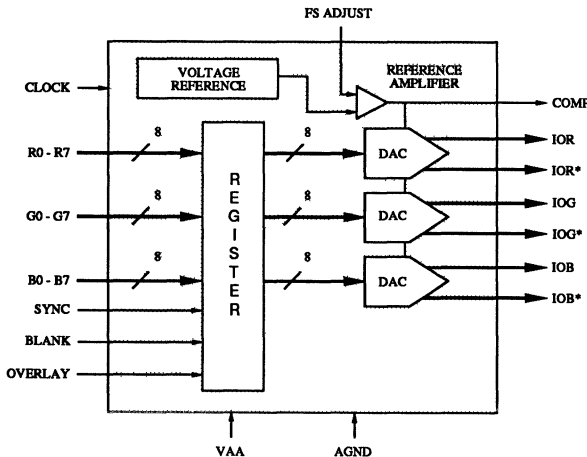 FS ADJUST
VOLTAGE
REFERENCE
REFERENCE
AMPLIFIER
CLOCK
COMP
R0 - R7
8
8
DAC
IOR
IOR*
G0 - G7
8
8
DAC
IOG
IOG*
B0 - B7
8
8
DAC
IOB
IOB*
REGISTER
SYNC
BLANK
OVERLAY
VAA
AGND